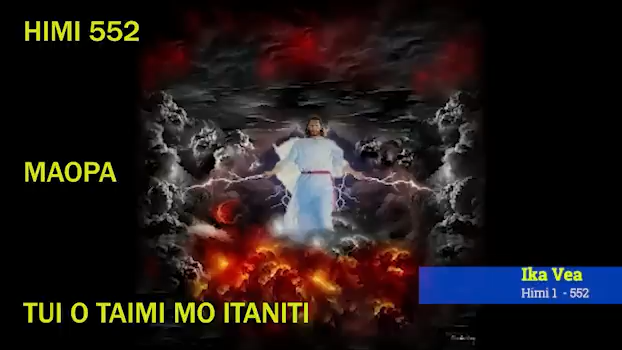 HIMI 552
MAOPA
Ika Vea
Himi 1 - 552
TUI O TAIMI MO ITANITI